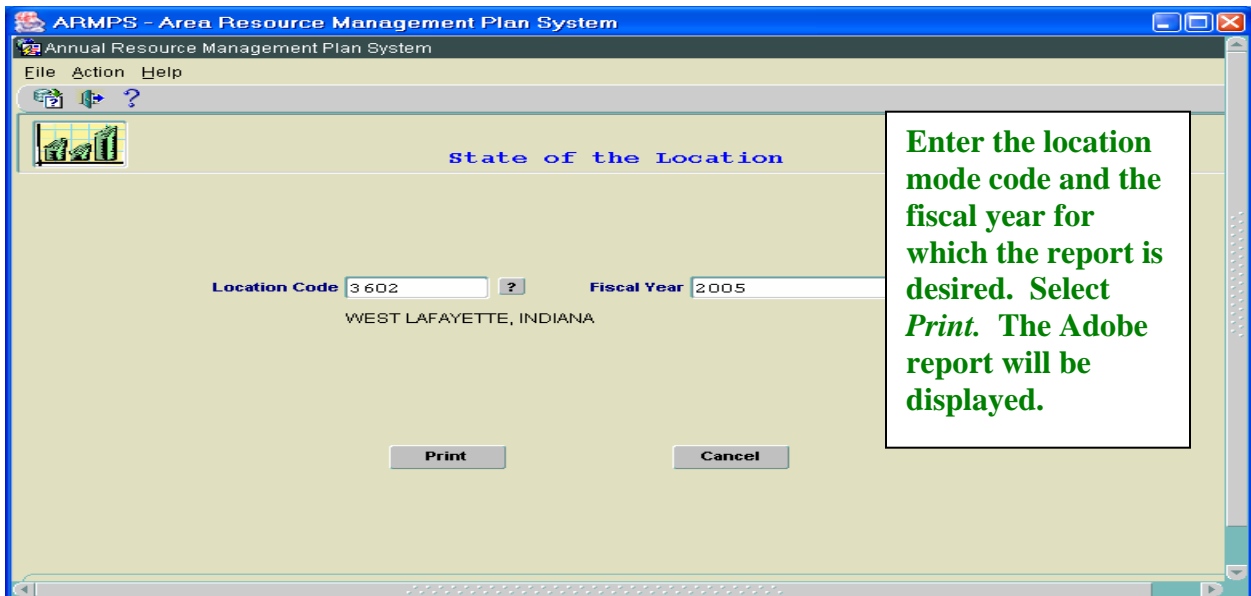 ARMPS - Area Resource Management Plan System
Annual Resource Management Plan System
File Action Help
?
State of the Location
Location Code 3602 ? Fiscal Year 2005
WEST LAFAYETTE, INDIANA
Print Cancel
Enter the location
mode code and the
fiscal year for
which the report is
desired. Select
Print. The Adobe
report will be
displayed.